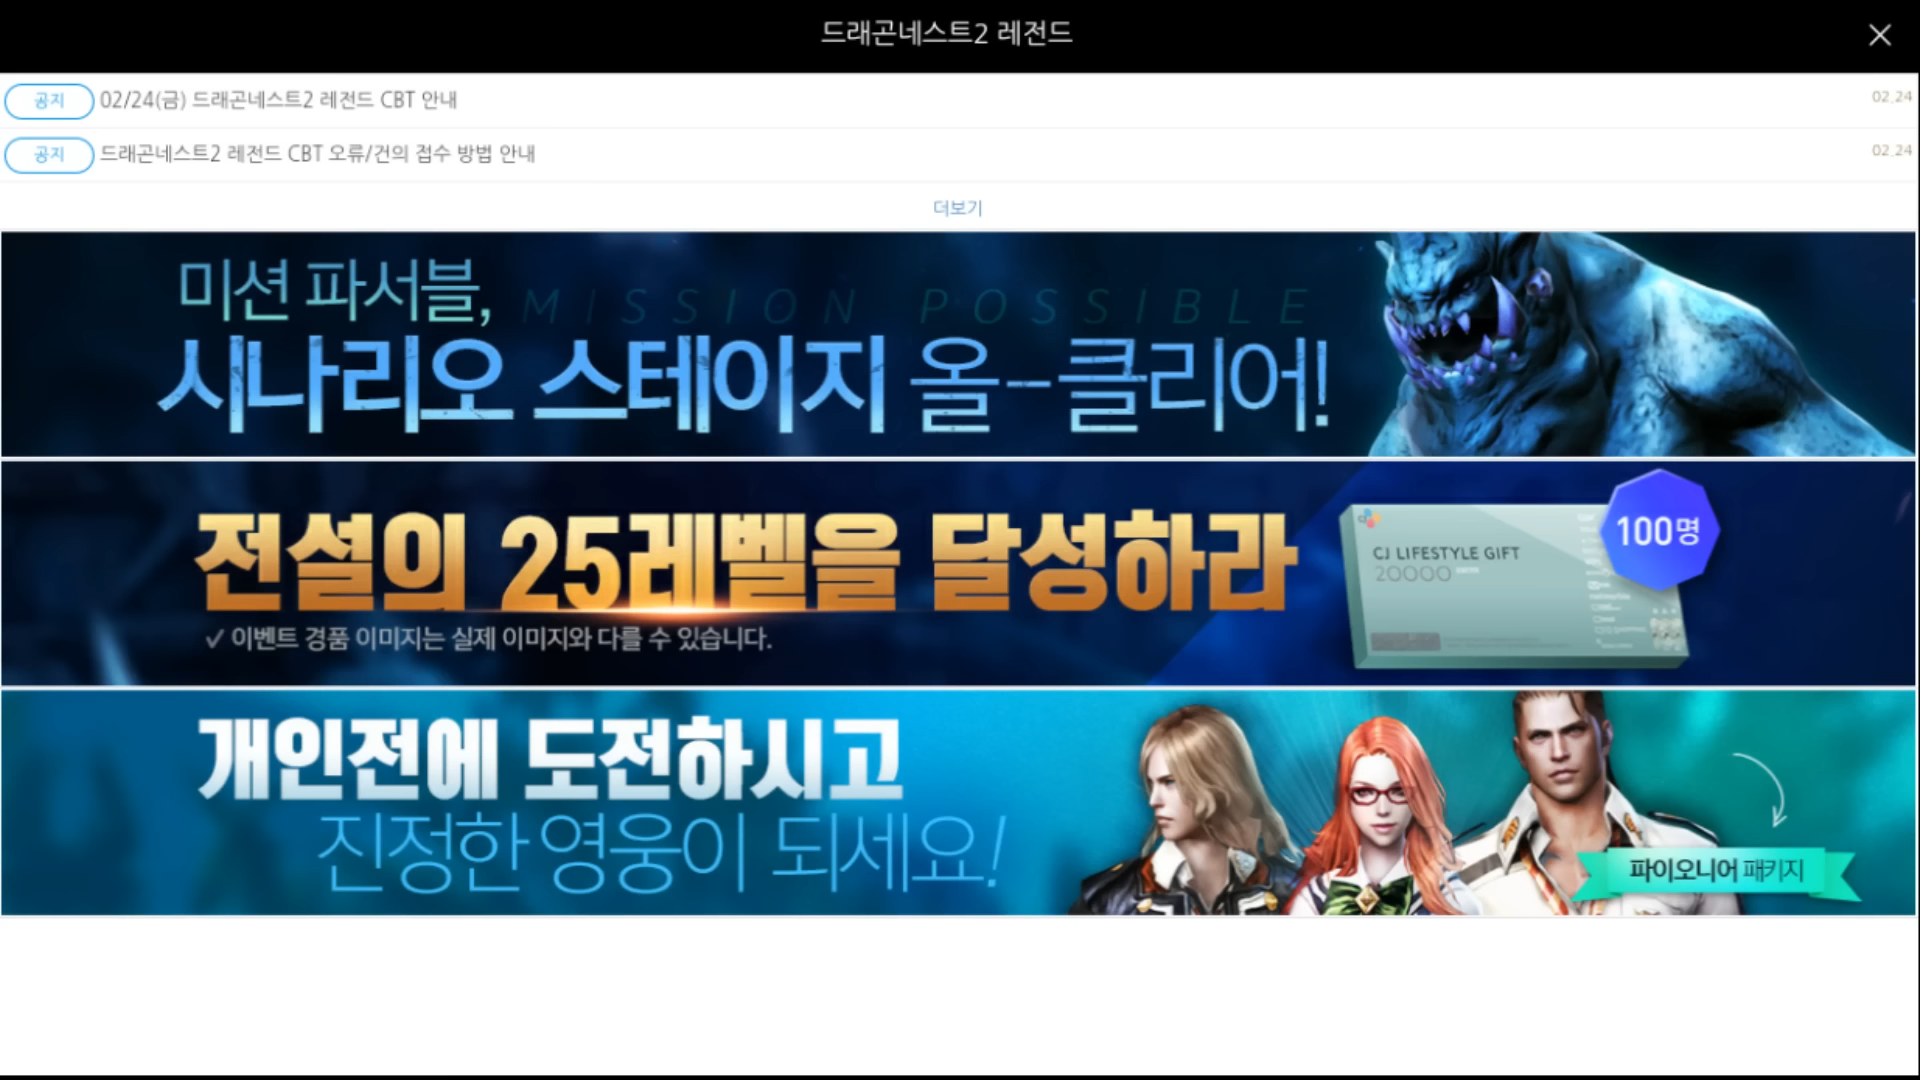 드래곤네스트2 레전드
공지 02/24(금) 드래곤네스트2 레전드 CBT 안내 02.24
공지 드래곤네스트2 레전드 CBT 오류/건의 접수 방법 안내 02.24
더보기
미션 파서블, MISSION POSSIBLE
시나리오 스테이지 올-클리어!
전설의 25레벨을 달성하라
✓ 이벤트 경품 이미지는 실제 이미지와 다를 수 있습니다.
CJ LIFESTYLE GIFT
20000
100명
개인전에 도전하시고
진정한 영웅이 되세요!
파이오니어 패키지